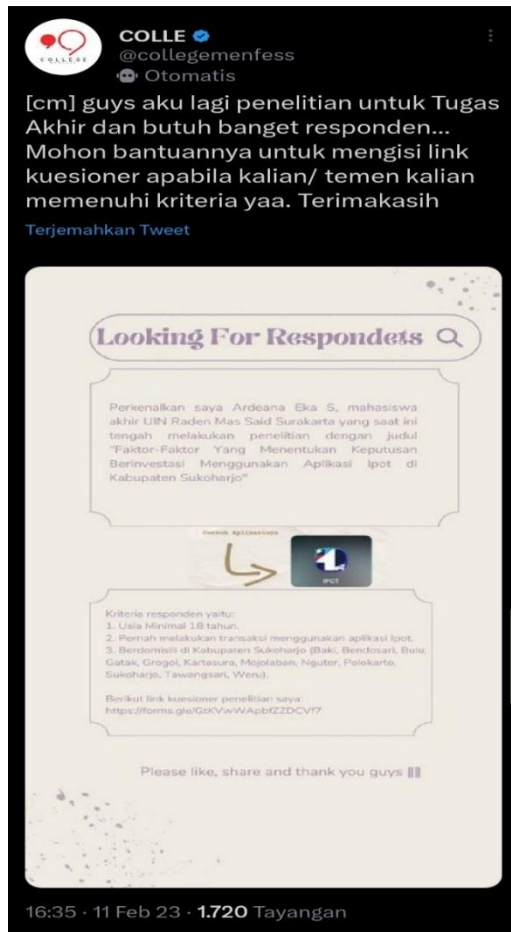 COLLE
@collegemenfess
Otomatis
[cm] guys aku lagi penelitian untuk Tugas
Akhir dan butuh banget responden...
Mohon bantuannya untuk mengisi link
kuesioner apabila kalian/ temen kalian
memenuhi kriteria yaa. Terimakasih
Terjemahkan Tweet
Looking For Respondets
Perkenalkan saya Ardeana Eka S, mahasiswa
akhir UIN Raden Mas Said Surakarta yang saat ini
tengah melakukan penelitian dengan judul
"Faktor-Faktor Yang Menentukan Keputusan
Berinvestasi Menggunakan Aplikasi Ipot di
Kabupaten Sukoharjo"
Contoh Aplikasinya
IPOT
Kriteria responden yaitu:
1. Usia Minimal 18 tahun.
2. Pernah melakukan transaksi menggunakan aplikasi Ipot.
3. Berdomisili di Kabupaten Sukoharjo (Baki, Bendosari, Bulu,
Gatak, Grogol, Kartasura, Mojolaban, Nguter, Polokarto,
Sukoharjo, Tawangsari, Weru).
Berikut link kuesioner penelitian saya:
Please like, share and thank you guys
16:35 · 11 Feb 23 · 1.720 Tayangan